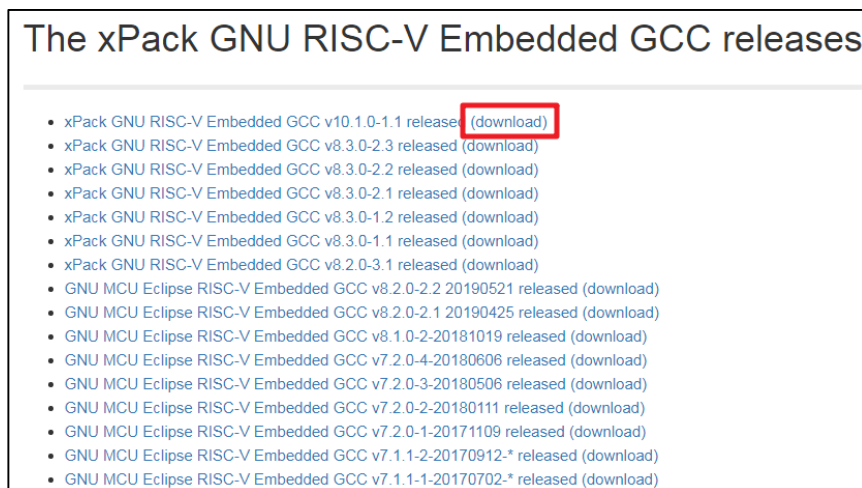 The xPack GNU RISC-V Embedded GCC releases
xPack GNU RISC-V Embedded GCC v10.1.0-1.1 released (download)
xPack GNU RISC-V Embedded GCC v8.3.0-2.3 released (download)
xPack GNU RISC-V Embedded GCC v8.3.0-2.2 released (download)
xPack GNU RISC-V Embedded GCC v8.3.0-2.1 released (download)
xPack GNU RISC-V Embedded GCC v8.3.0-1.2 released (download)
xPack GNU RISC-V Embedded GCC v8.3.0-1.1 released (download)
xPack GNU RISC-V Embedded GCC v8.2.0-3.1 released (download)
GNU MCU Eclipse RISC-V Embedded GCC v8.2.0-2.2 20190521 released (download)
GNU MCU Eclipse RISC-V Embedded GCC v8.2.0-2.1 20190425 released (download)
GNU MCU Eclipse RISC-V Embedded GCC v8.1.0-2-20181019 released (download)
GNU MCU Eclipse RISC-V Embedded GCC v7.2.0-4-20180606 released (download)
GNU MCU Eclipse RISC-V Embedded GCC v7.2.0-3-20180506 released (download)
GNU MCU Eclipse RISC-V Embedded GCC v7.2.0-2-20180111 released (download)
GNU MCU Eclipse RISC-V Embedded GCC v7.2.0-1-20171109 released (download)
GNU MCU Eclipse RISC-V Embedded GCC v7.1.1-2-20170912-* released (download)
GNU MCU Eclipse RISC-V Embedded GCC v7.1.1-1-20170702-* released (download)